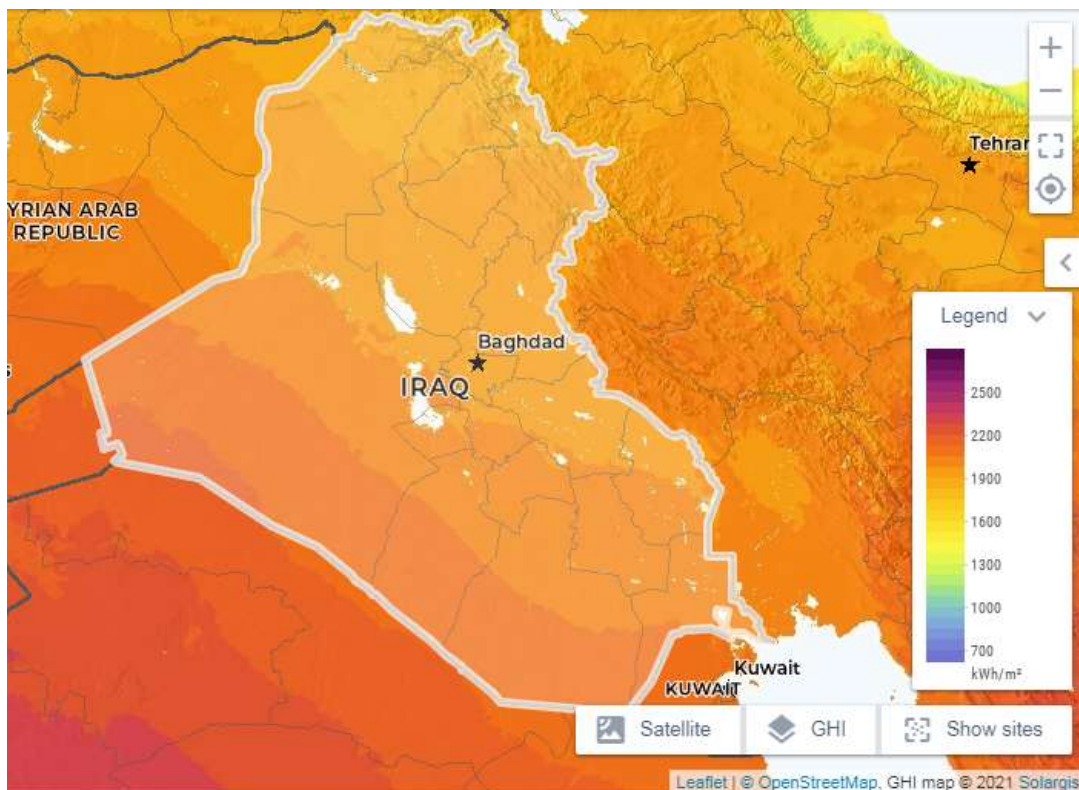 +
−
Tehran
YRIAN ARAB
REPUBLIC
Legend
Baghdad
IRAQ
2500
2200
1900
1600
1300
1000
700
kWh/m²
Kuwait
KUWAIT
Satellite
GHI
Show sites
Leaflet | © OpenStreetMap, GHI map © 2021 Solargis